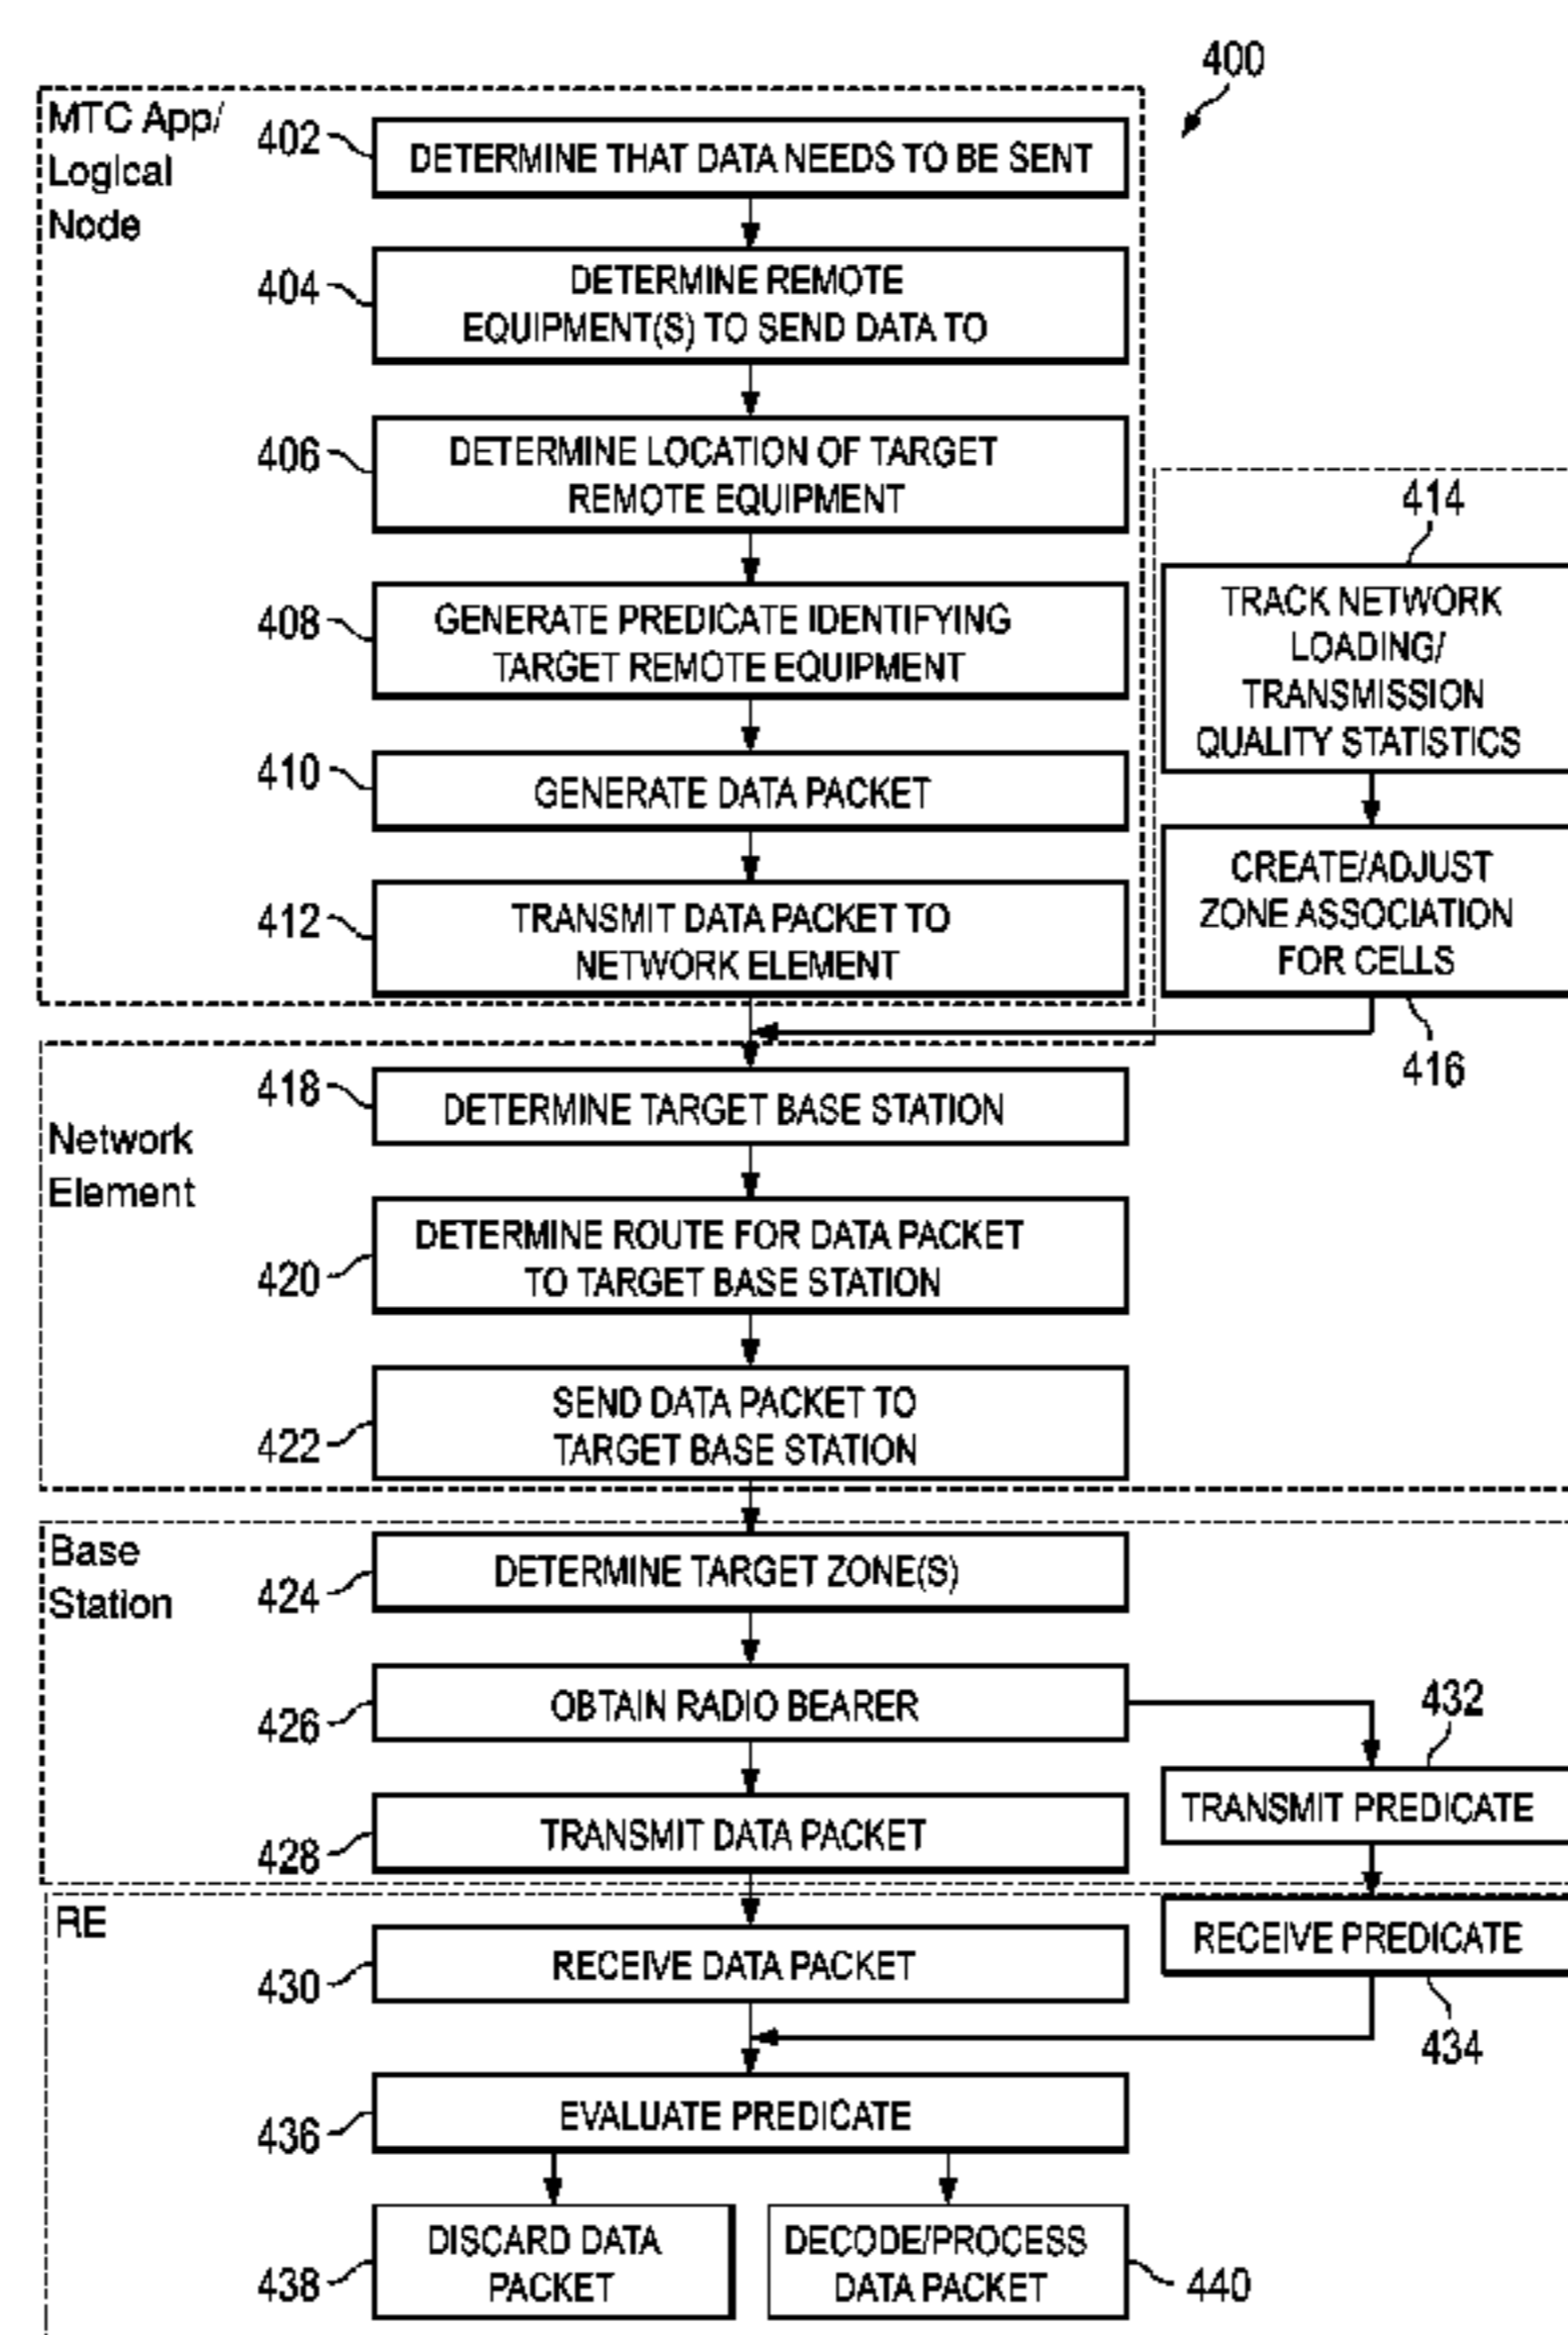 400
MTC App/
Logical
Node
402
DETERMINE THAT DATA NEEDS TO BE SENT
404
DETERMINE REMOTE
EQUIPMENT(S) TO SEND DATA TO
406
DETERMINE LOCATION OF TARGET
REMOTE EQUIPMENT
408
GENERATE PREDICATE IDENTIFYING
TARGET REMOTE EQUIPMENT
410
GENERATE DATA PACKET
412
TRANSMIT DATA PACKET TO
NETWORK ELEMENT
414
TRACK NETWORK
LOADING/
TRANSMISSION
QUALITY STATISTICS
CREATE/ADJUST
ZONE ASSOCIATION
FOR CELLS
416
Network
Element
418
DETERMINE TARGET BASE STATION
420
DETERMINE ROUTE FOR DATA PACKET
TO TARGET BASE STATION
422
SEND DATA PACKET TO
TARGET BASE STATION
Base
Station
424
DETERMINE TARGET ZONE(S)
426
OBTAIN RADIO BEARER
428
TRANSMIT DATA PACKET
432
TRANSMIT PREDICATE
RE
430
RECEIVE DATA PACKET
RECEIVE PREDICATE
434
436
EVALUATE PREDICATE
438
DISCARD DATA
PACKET
DECODE/PROCESS
DATA PACKET
440